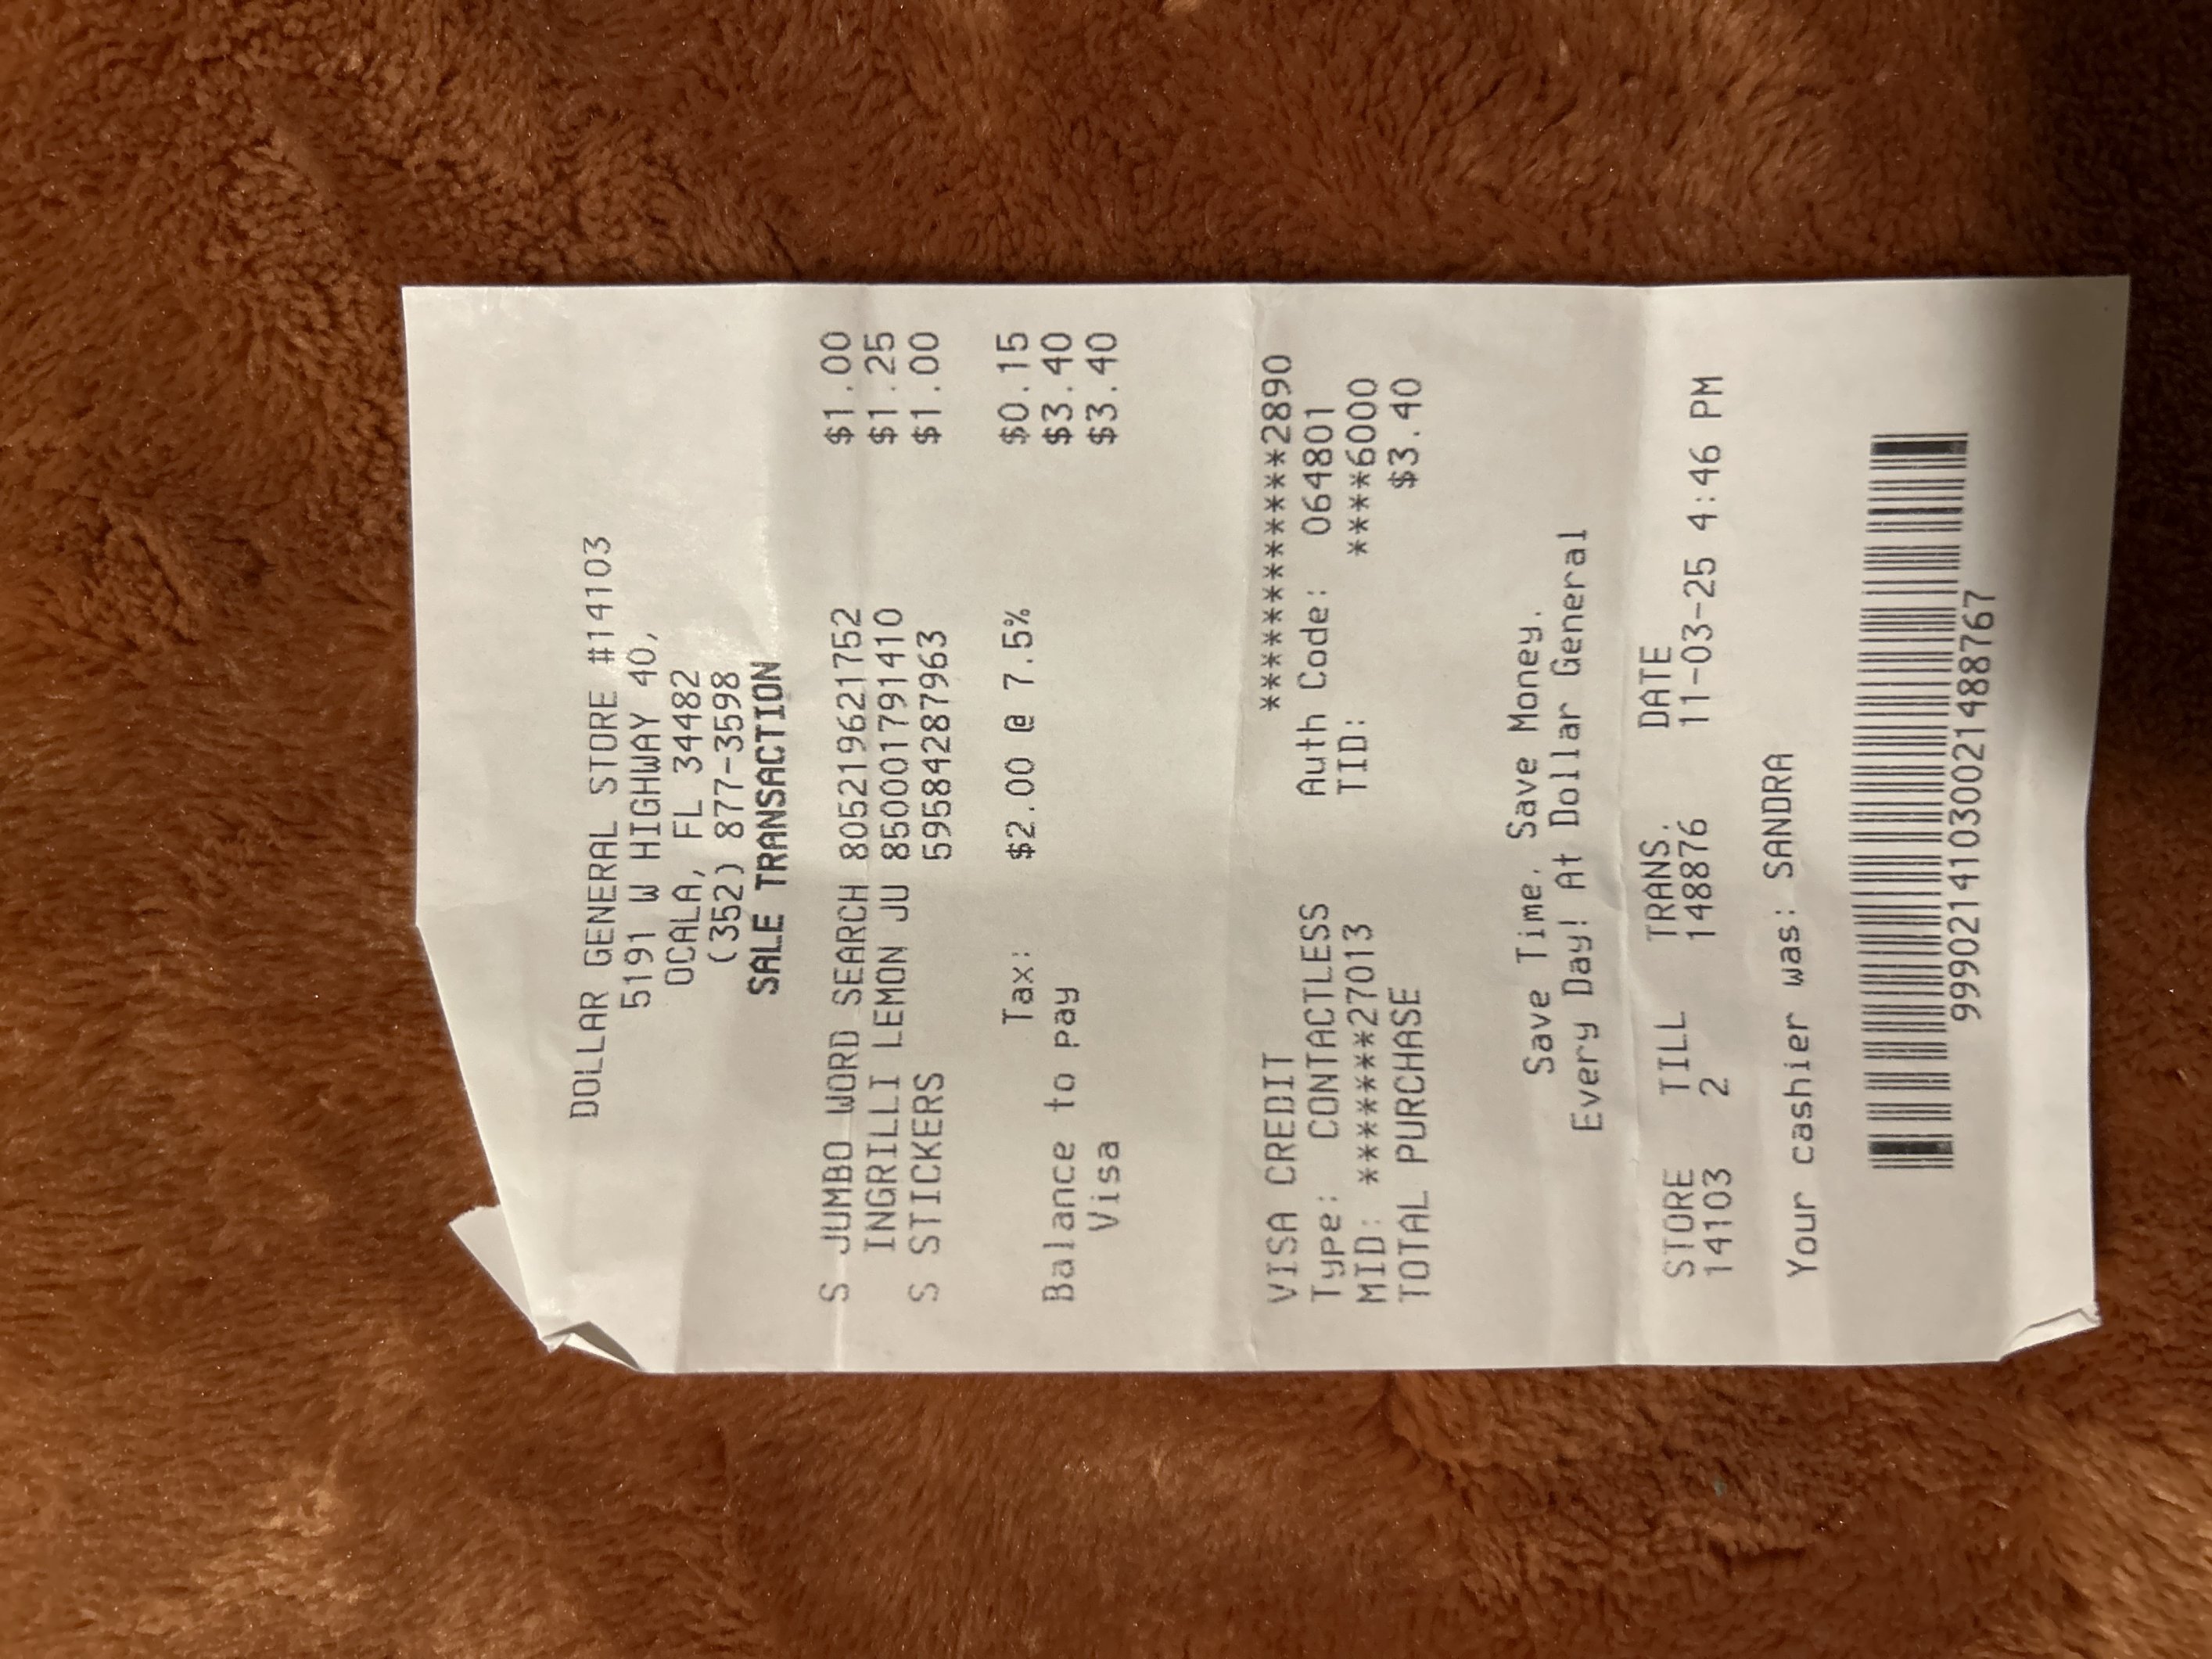 DOLLAR GENERAL STORE #14103
5191 W HIGHWAY 40,
OCALA, FL 34482
(352) 877-3598
SALE TRANSACTION
S JUMBO WORD SEARCH 805219621752 $1.00
INGRILLI LEMON JU 850001791410 $1.25
S STICKERS 59584287963 $1.00
Tax: $2.00 @ 7.5% $0.15
Balance to pay $3.40
Visa $3.40
VISA CREDIT ************2890
Type: CONTACTLESS Auth Code: 064801
MID: *******27013 TID: ****6000
TOTAL PURCHASE $3.40
Save Time. Save Money.
Every Day! At Dollar General
STORE TILL TRANS. DATE
14103 2 148876 11-03-25 4:46 PM
Your cashier was: SANDRA
99902141030021488767